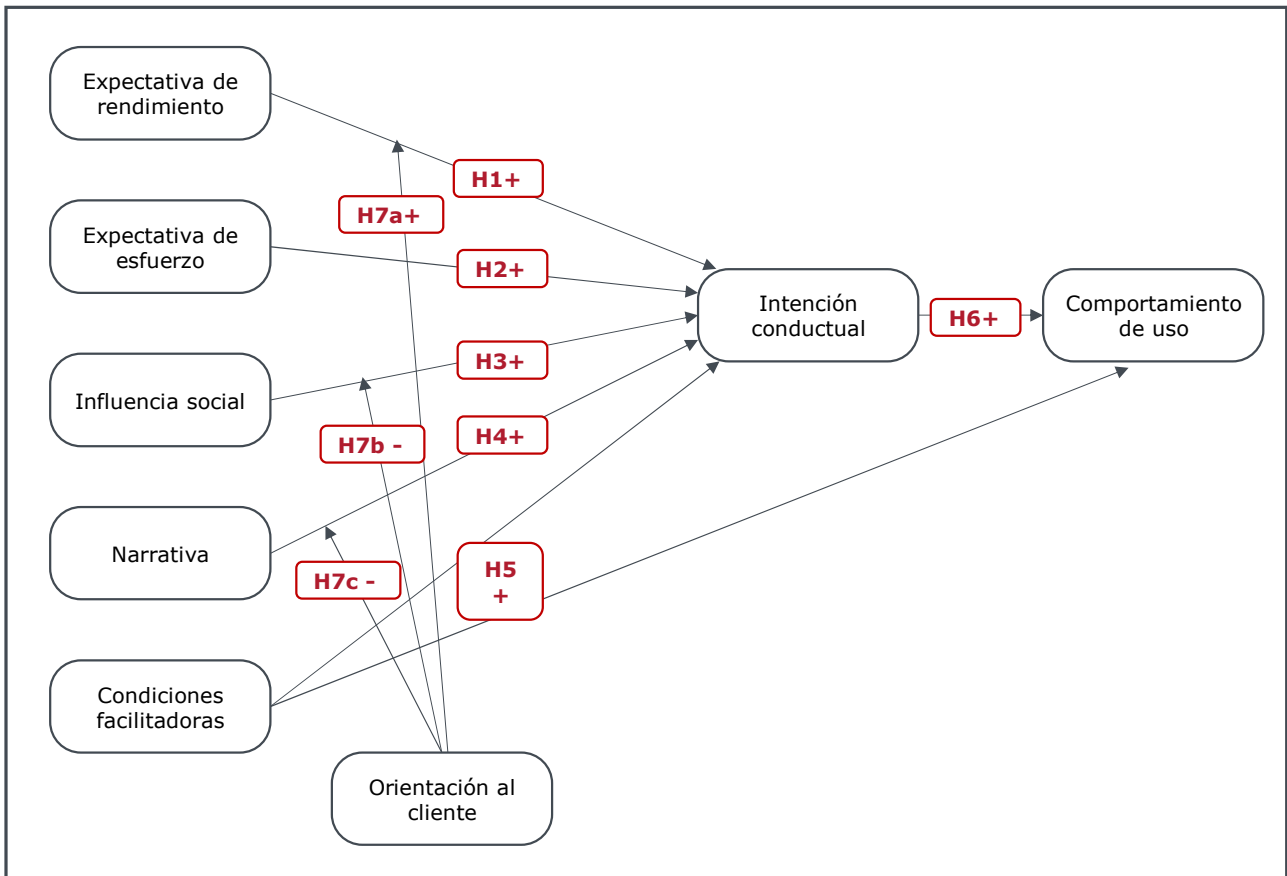 Expectativa de
rendimiento
H1+
H7a+
Expectativa de
esfuerzo
H2+
Intención
conductual
H6+
Comportamiento
de uso
H3+
Influencia social
H4+
H7b -
Narrativa
H7c -
H5
+
Condiciones
facilitadoras
Orientación al
cliente